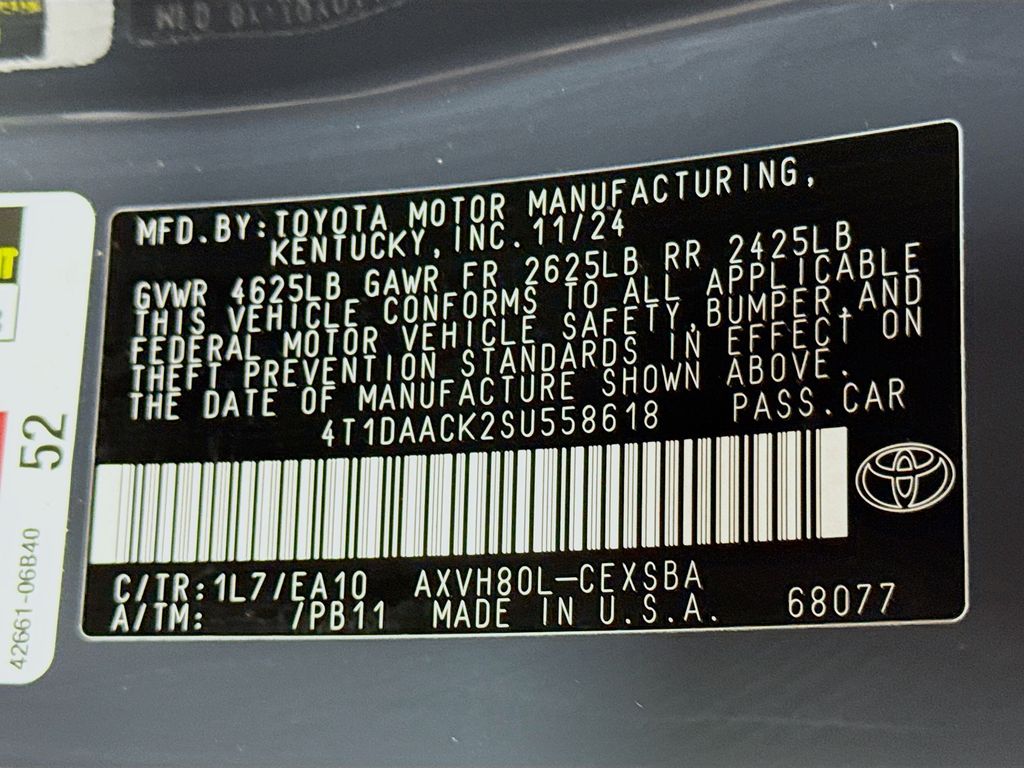 MFD.BY:TOYOTA MOTOR MANUFACTURING,
KENTUCKY,INC.11/24
GVWR 4625LB GAWR FR 2625LB RR 2425LB
THIS VEHICLE CONFORMS TO ALL APPLICABLE
FEDERAL MOTOR VEHICLE SAFETY,BUMPER,AND
THEFT PREVENTION STANDARDS IN EFFECT ON
THE DATE OF MANUFACTURE SHOWN ABOVE.
4T1DAACK2SU558618 PASS.CAR
C/TR:1L7/EA10 AXVH80L-CEXSBA
A/TM: /PB11 MADE IN U.S.A. 68077
52
42661-06B40